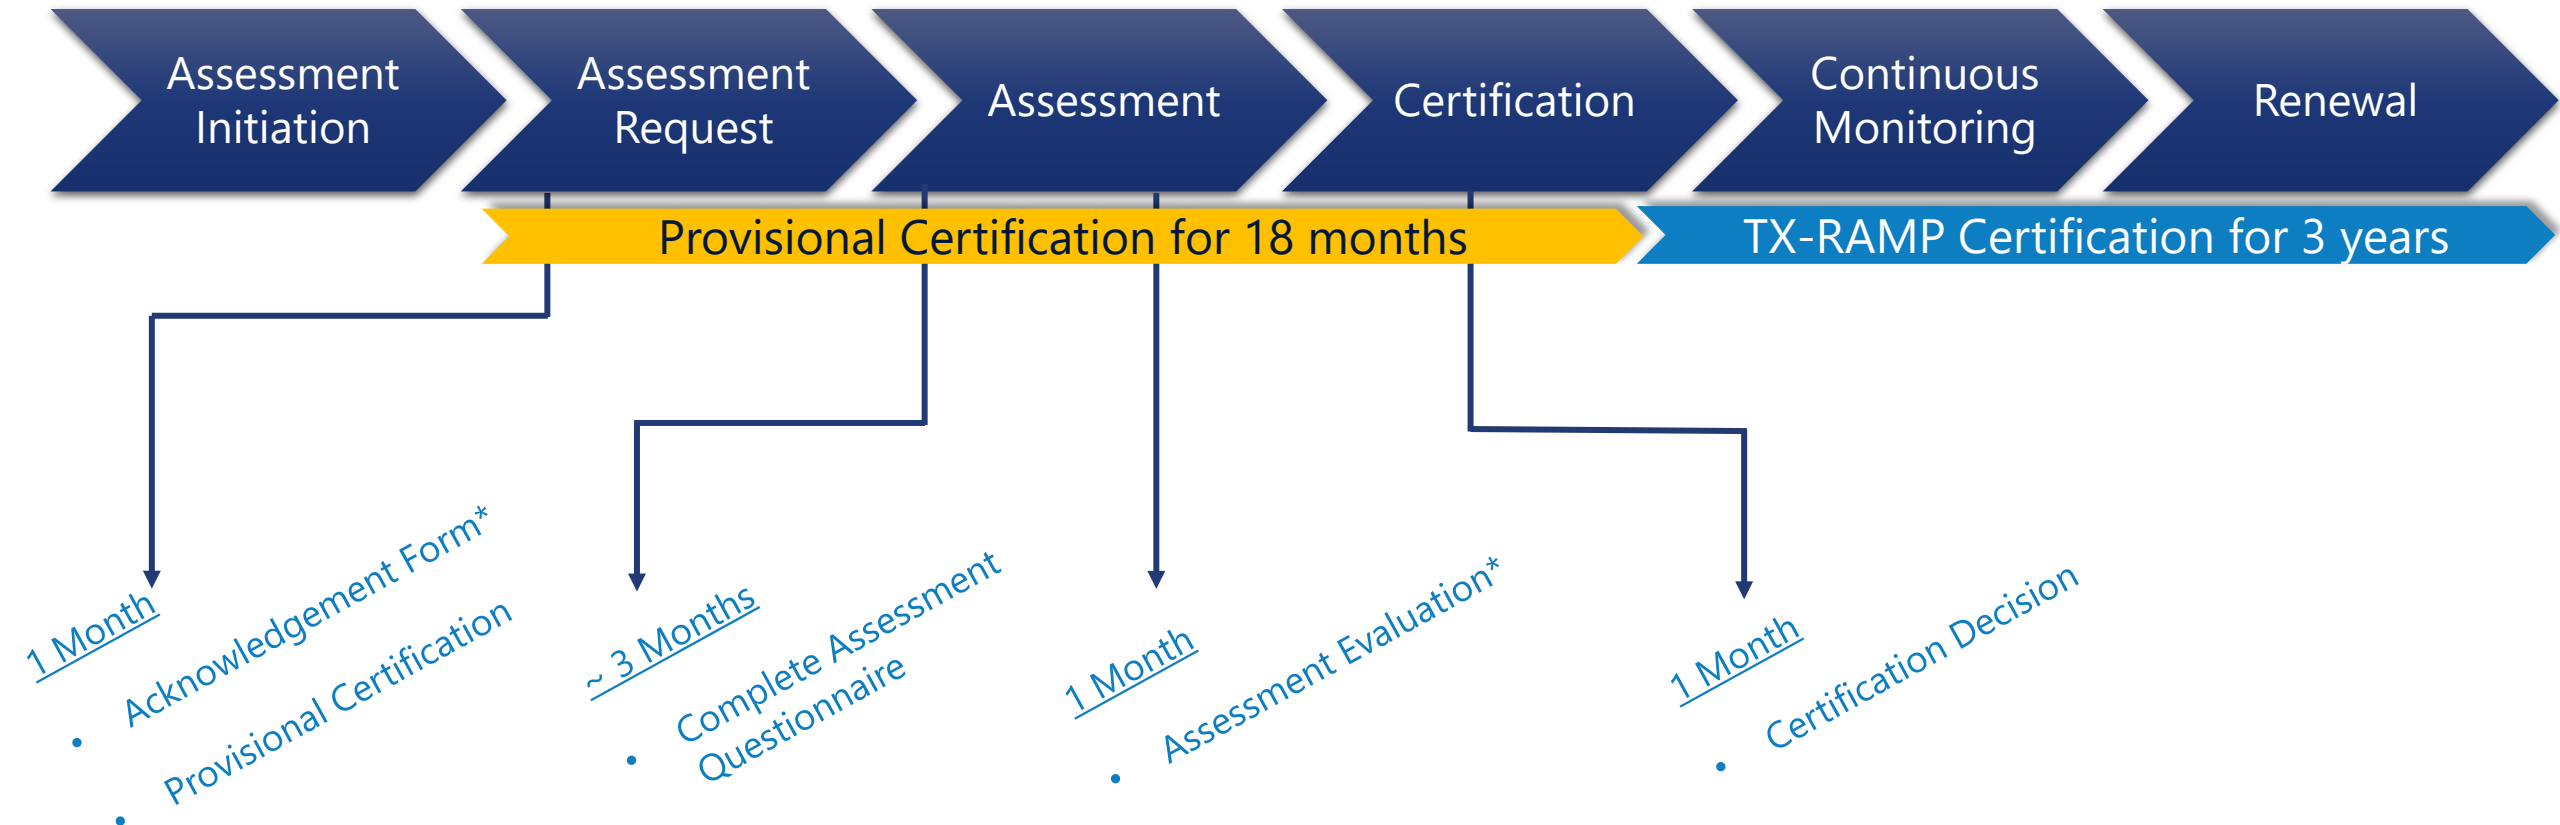 Assessment
Initiation
Assessment
Request
Assessment
Certification
Continuous
Monitoring
Renewal
Provisional Certification for 18 months
TX-RAMP Certification for 3 years
1 Month
• Acknowledgement Form*
• Provisional Certification
~ 3 Months
• Complete Assessment
Questionnaire
1 Month
• Assessment Evaluation*
1 Month
• Certification Decision